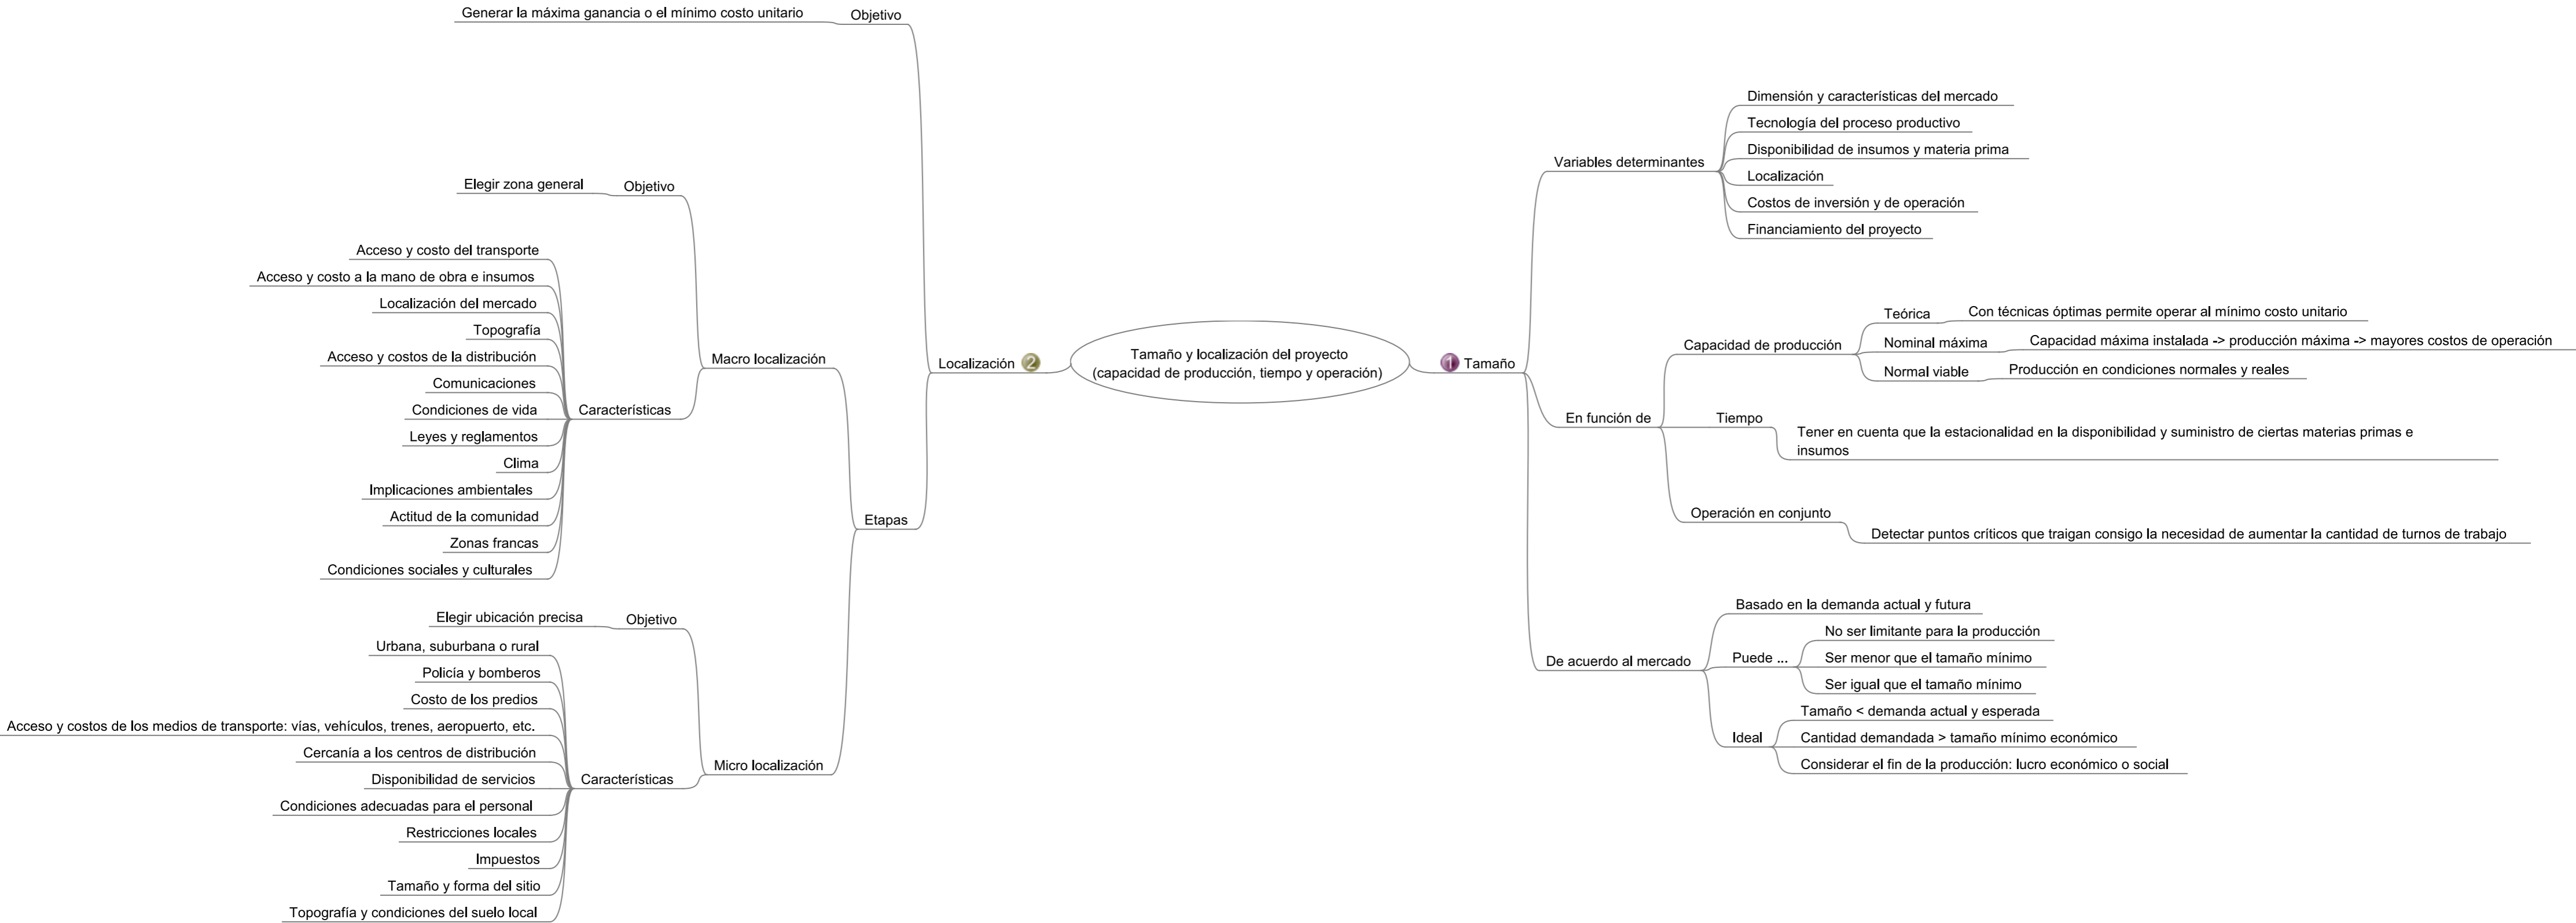 Tamaño y localización del proyecto
(capacidad de producción, tiempo y operación)
1 Tamaño
Variables determinantes
Dimensión y características del mercado
Tecnología del proceso productivo
Disponibilidad de insumos y materia prima
Localización
Costos de inversión y de operación
Financiamiento del proyecto
En función de
Capacidad de producción
Teórica
Con técnicas óptimas permite operar al mínimo costo unitario
Nominal máxima
Capacidad máxima instalada -> producción máxima -> mayores costos de operación
Normal viable
Producción en condiciones normales y reales
Tiempo
Tener en cuenta que la estacionalidad en la disponibilidad y suministro de ciertas materias primas e
insumos
Operación en conjunto
Detectar puntos críticos que traigan consigo la necesidad de aumentar la cantidad de turnos de trabajo
De acuerdo al mercado
Basado en la demanda actual y futura
Puede ...
No ser limitante para la producción
Ser menor que el tamaño mínimo
Ser igual que el tamaño mínimo
Ideal
Tamaño < demanda actual y esperada
Cantidad demandada > tamaño mínimo económico
Considerar el fin de la producción: lucro económico o social
Localización 2
Objetivo
Generar la máxima ganancia o el mínimo costo unitario
Etapas
Macro localización
Objetivo
Elegir zona general
Características
Acceso y costo del transporte
Acceso y costo a la mano de obra e insumos
Localización del mercado
Topografía
Acceso y costos de la distribución
Comunicaciones
Condiciones de vida
Leyes y reglamentos
Clima
Implicaciones ambientales
Actitud de la comunidad
Zonas francas
Condiciones sociales y culturales
Micro localización
Objetivo
Elegir ubicación precisa
Características
Urbana, suburbana o rural
Policía y bomberos
Costo de los predios
Acceso y costos de los medios de transporte: vías, vehículos, trenes, aeropuerto, etc.
Cercanía a los centros de distribución
Disponibilidad de servicios
Condiciones adecuadas para el personal
Restricciones locales
Impuestos
Tamaño y forma del sitio
Topografía y condiciones del suelo local